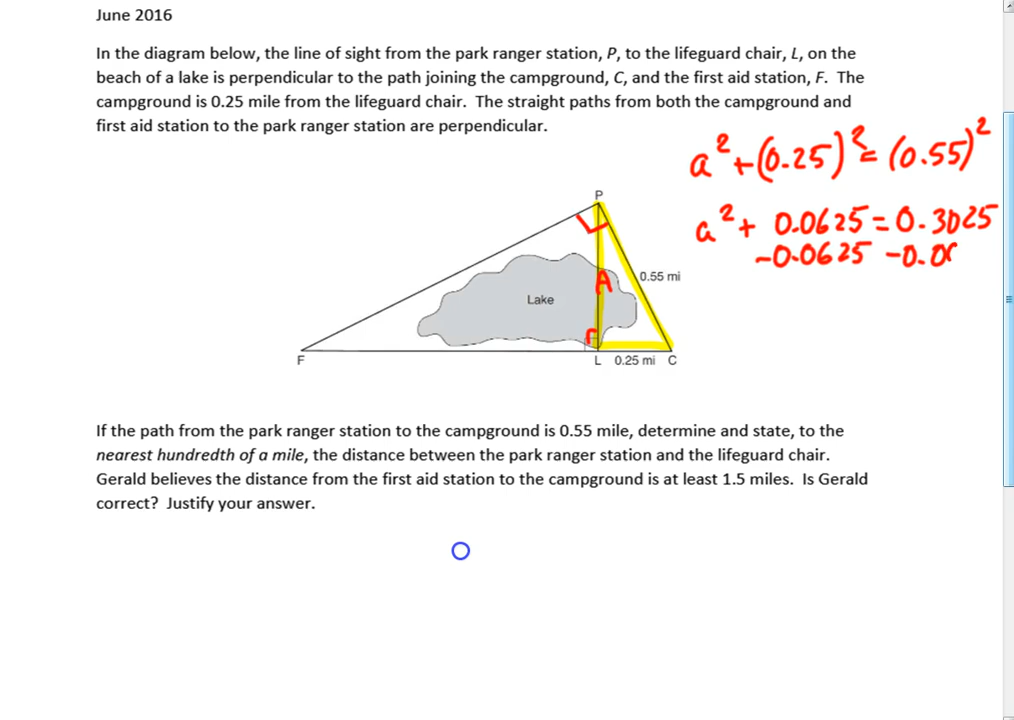 June 2016
In the diagram below, the line of sight from the park ranger station, P, to the lifeguard chair, L, on the
beach of a lake is perpendicular to the path joining the campground, C, and the first aid station, F. The
campground is 0.25 mile from the lifeguard chair. The straight paths from both the campground and
first aid station to the park ranger station are perpendicular.
a² + (0.25)² = (0.55)²
a² + 0.0625 = 0.3025
-0.0625 -0.0
P
A
0.55 mi
Lake
F
L 0.25 mi C
If the path from the park ranger station to the campground is 0.55 mile, determine and state, to the
nearest hundredth of a mile, the distance between the park ranger station and the lifeguard chair.
Gerald believes the distance from the first aid station to the campground is at least 1.5 miles. Is Gerald
correct? Justify your answer.